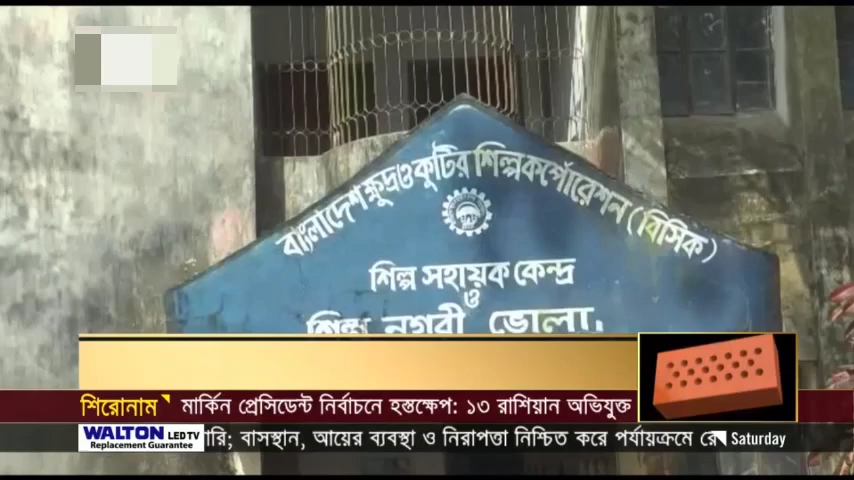 বাংলাদেশ ক্ষুদ্র ও কুটির শিল্প কর্পোরেশন (বিসিক)
শিল্প সহায়ক কেন্দ্র
ও
শিল্প নগরী ভোলা.
শিরোনাম মার্কিন প্রেসিডেন্ট নির্বাচনে হস্তক্ষেপ: ১৩ রাশিয়ান অভিযুক্ত
WALTON LED TV
Replacement Guarantee
ারি; বাসস্থান, আয়ের ব্যবস্থা ও নিরাপত্তা নিশ্চিত করে পর্যায়ক্রমে রো Saturday